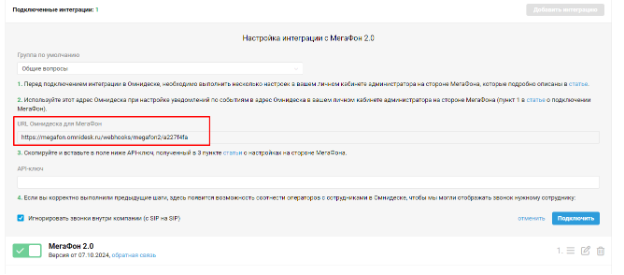 Подключенные интеграции: 1
Добавить интеграцию
Настройка интеграции с МегаФон 2.0
Группа по умолчанию
Общие вопросы
1. Перед подключением интеграции в Омнидеске, необходимо выполнить несколько настроек в вашем личном кабинете администратора на стороне МегаФона, которые подробно описаны в статье.
2. Используйте этот адрес Омнидеска при настройке уведомлений по событиям в адрес Омнидеска в вашем личном кабинете администратора на стороне МегаФона (пункт 1 в статье о подключении
МегаФон).
URL Омнидеска для МегаФон
https://megafon.omnidesk.ru/webhooks/megafon2/a227f4fa
3. Скопируйте и вставьте в поле ниже API-ключ, полученный в 3 пункте статьи о настройках на стороне МегаФона.
API-ключ
4. Если вы корректно выполнили предыдущие шаги, здесь появится возможность соотнести операторов с сотрудниками в Омнидеске, чтобы мы могли отображать звонок нужному сотруднику:
Игнорировать звонки внутри компании (с SIP на SIP)
отменить
Подключить
МегаФон 2.0
Версия от 07.10.2024, обратная связь
1.